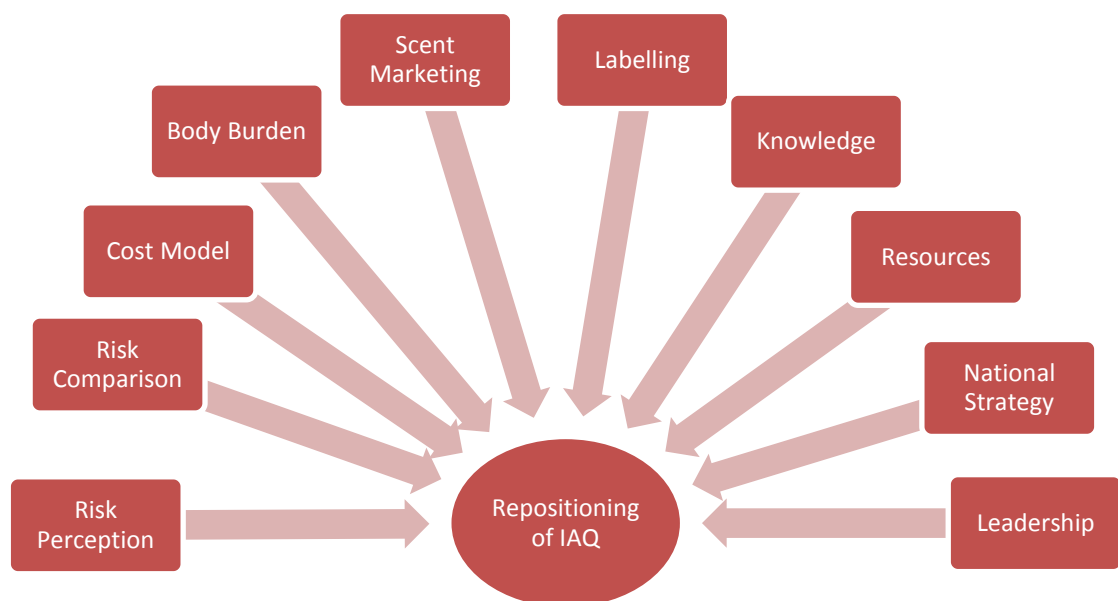 Scent
Marketing
Labelling
Body Burden
Knowledge
Cost Model
Resources
Risk
Comparison
National
Strategy
Risk
Perception
Repositioning
of IAQ
Leadership